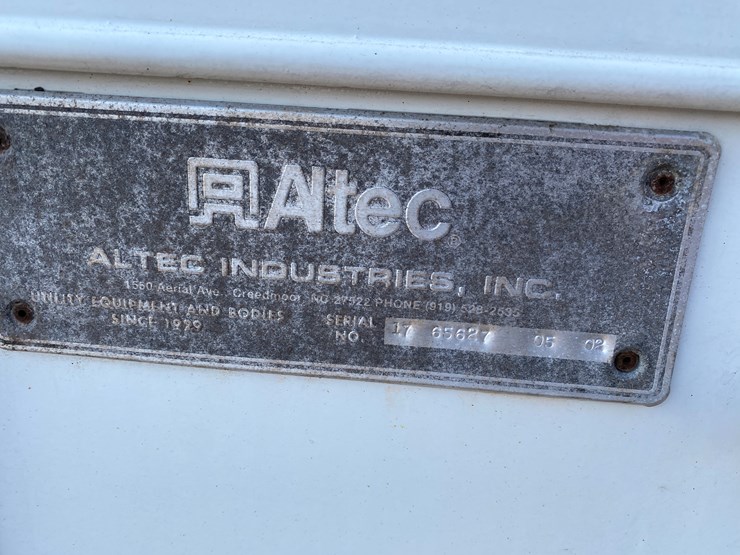 Altec®
ALTEC INDUSTRIES, INC.
1550 Aerial Ave., Creedmoor, NC 27522 PHONE (919) 528-2535
UTILITY EQUIPMENT AND BODIES
SINCE 1929
SERIAL
NO.
17 65627 05 02